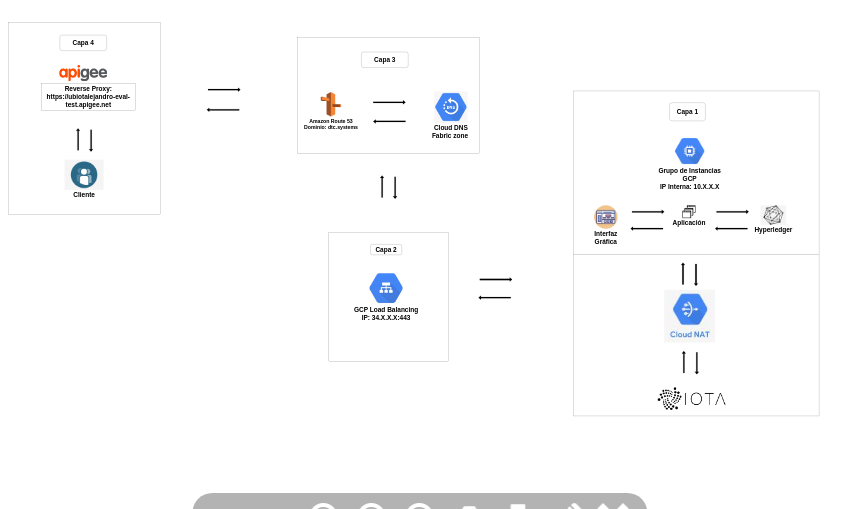 Capa 4
apigee
Reverse Proxy:
https://ubiotalejandro-eval-
test.apigee.net
Cliente
Capa 3
Amazon Route 53
Dominio: dtc.systems
DNS
Cloud DNS
Fabric zone
Capa 2
GCP Load Balancing
IP: 34.X.X.X:443
Capa 1
Grupo de Instancias
GCP
IP Interna: 10.X.X.X
Interfaz
Gráfica
Aplicación
Hyperledger
Cloud NAT
IOTA